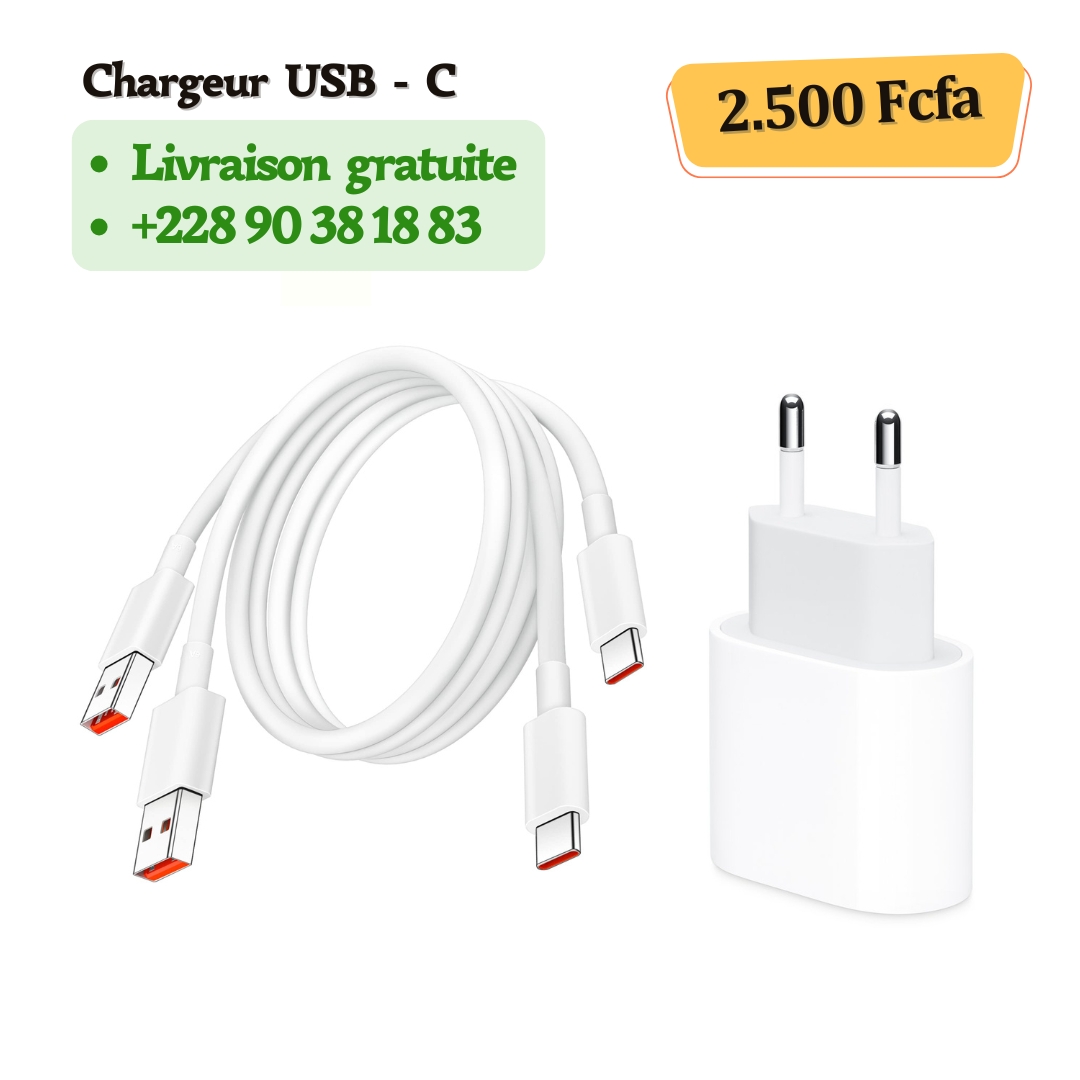 Chargeur USB - C
2.500 Fcfa
• Livraison gratuite
• +228 90 38 18 83